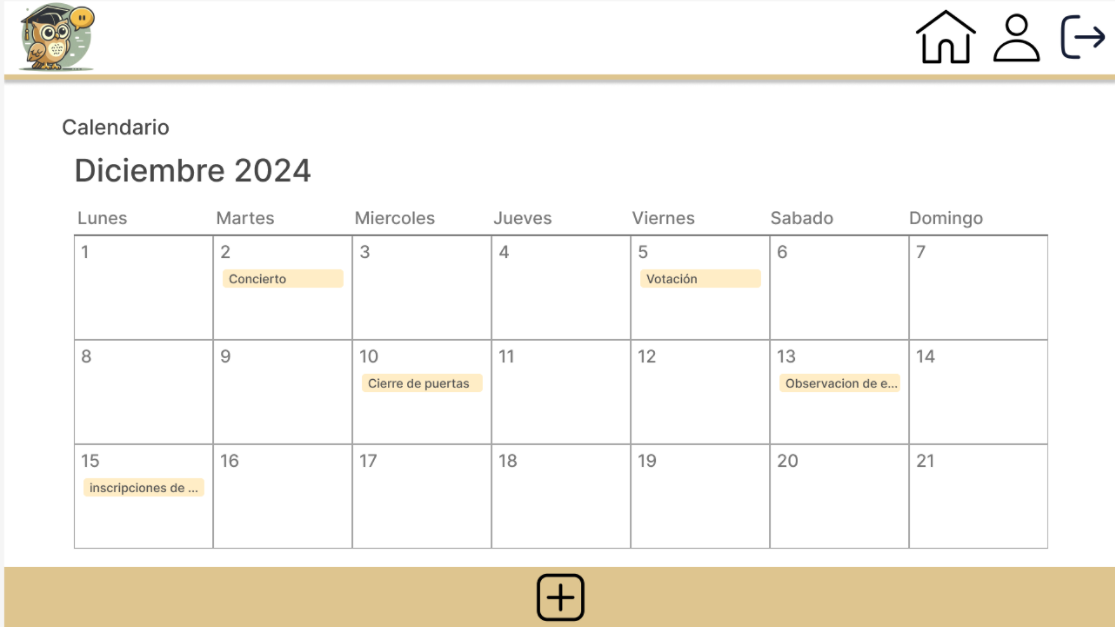 Calendario
Diciembre 2024
Lunes Martes Miercoles Jueves Viernes Sabado Domingo
1 2 3 4 5 6 7
Concierto Votación
8 9 10 11 12 13 14
Cierre de puertas Observacion de e...
15 16 17 18 19 20 21
inscripciones de ...